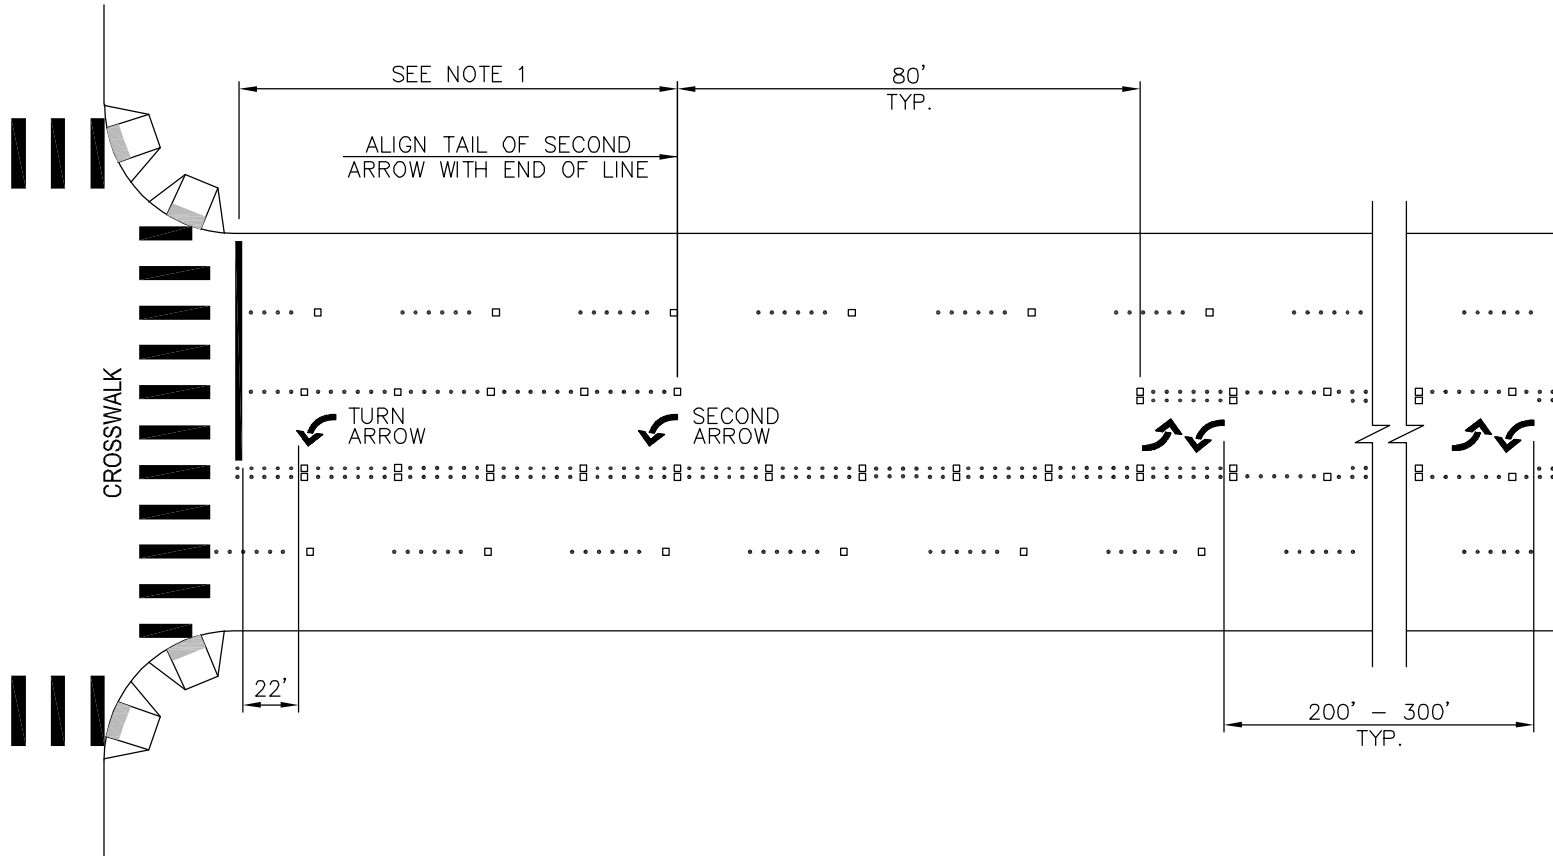 SEE NOTE 1
80'
TYP.
ALIGN TAIL OF SECOND
ARROW WITH END OF LINE
CROSSWALK
TURN
ARROW
SECOND
ARROW
22'
200' – 300'
TYP.